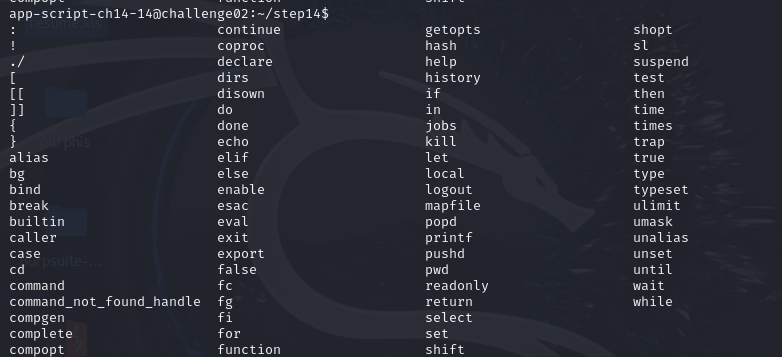 app-script-ch14-14@challenge02:~/step14$
: continue getopts shopt
! coproc hash sl
./ declare help suspend
[ dirs history test
[[ disown if then
]] do in time
{ done jobs times
} echo kill trap
alias elif let true
bg else local type
bind enable logout typeset
break esac mapfile ulimit
builtin eval popd umask
caller exit printf unalias
case export pushd unset
cd false pwd until
command fc readonly wait
command_not_found_handle fg return while
compgen fi select
complete for set
compopt function shift